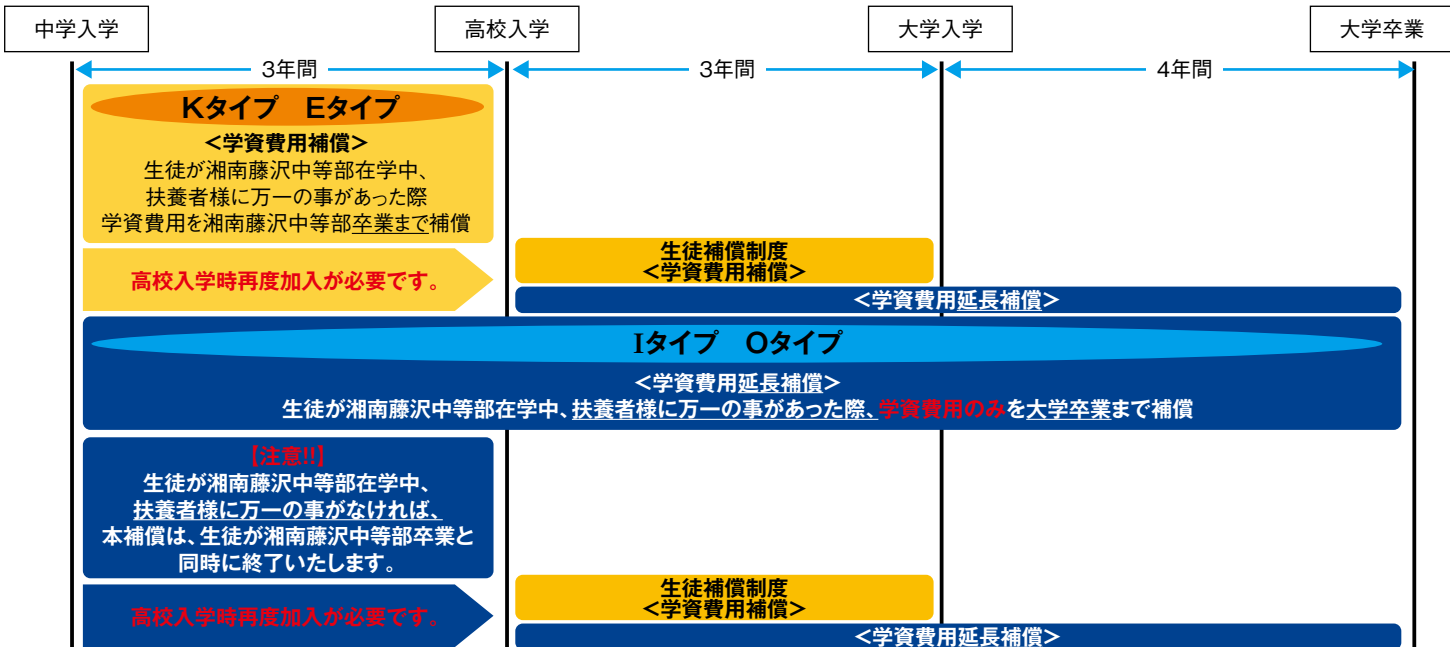 中学入学
高校入学
大学入学
大学卒業
3年間
3年間
4年間
Kタイプ Eタイプ
<学資費用補償>
生徒が湘南藤沢中等部在学中、
扶養者様に万一の事があった際
学資費用を湘南藤沢中等部卒業まで補償
高校入学時再度加入が必要です。
生徒補償制度
<学資費用補償>
<学資費用延長補償>
Iタイプ Oタイプ
<学資費用延長補償>
生徒が湘南藤沢中等部在学中、扶養者様に万一の事があった際、学資費用のみを大学卒業まで補償
【注意!!】
生徒が湘南藤沢中等部在学中、
扶養者様に万一の事がなければ、
本補償は、生徒が湘南藤沢中等部卒業と
同時に終了いたします。
高校入学時再度加入が必要です。
生徒補償制度
<学資費用補償>
<学資費用延長補償>